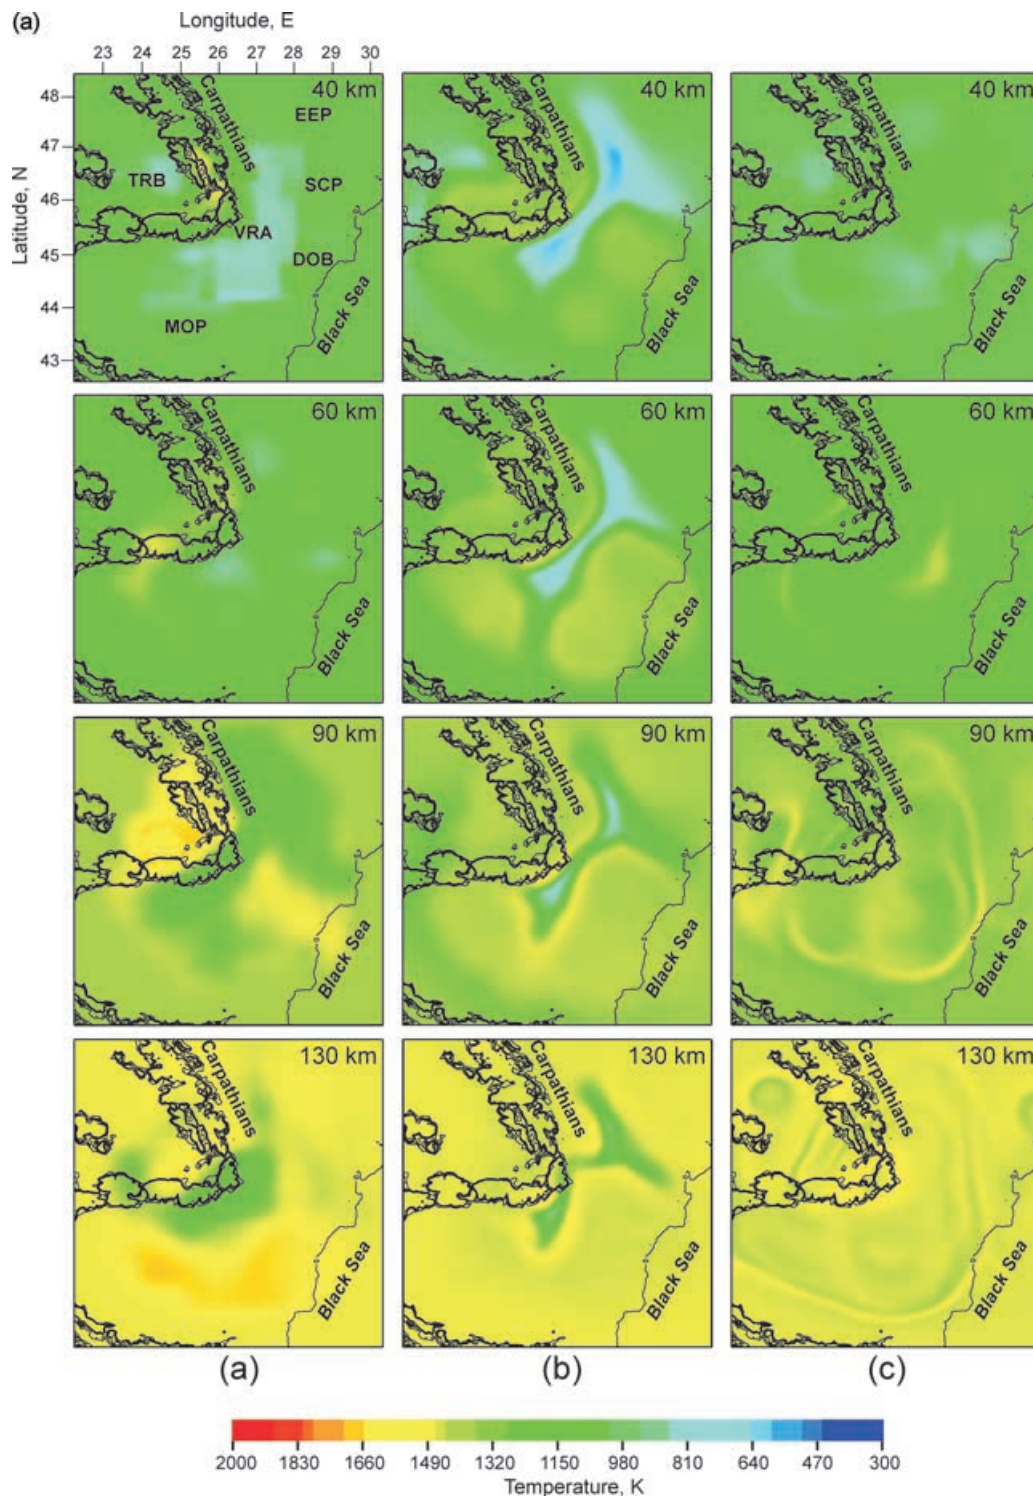 (a)
Longitude, E
23 24 25 26 27 28 29 30
Latitude, N
48
47
46
45
44
43
Carpathians
40 km
EEP
TRB
SCP
VRA
DOB
MOP
Black Sea
Carpathians
40 km
Black Sea
Carpathians
40 km
Black Sea
Carpathians
60 km
Black Sea
Carpathians
60 km
Black Sea
Carpathians
60 km
Black Sea
Carpathians
90 km
Black Sea
Carpathians
90 km
Black Sea
Carpathians
90 km
Black Sea
Carpathians
130 km
Black Sea
Carpathians
130 km
Black Sea
Carpathians
130 km
Black Sea
(a) (b) (c)
2000 1830 1660 1490 1320 1150 980 810 640 470 300
Temperature, K